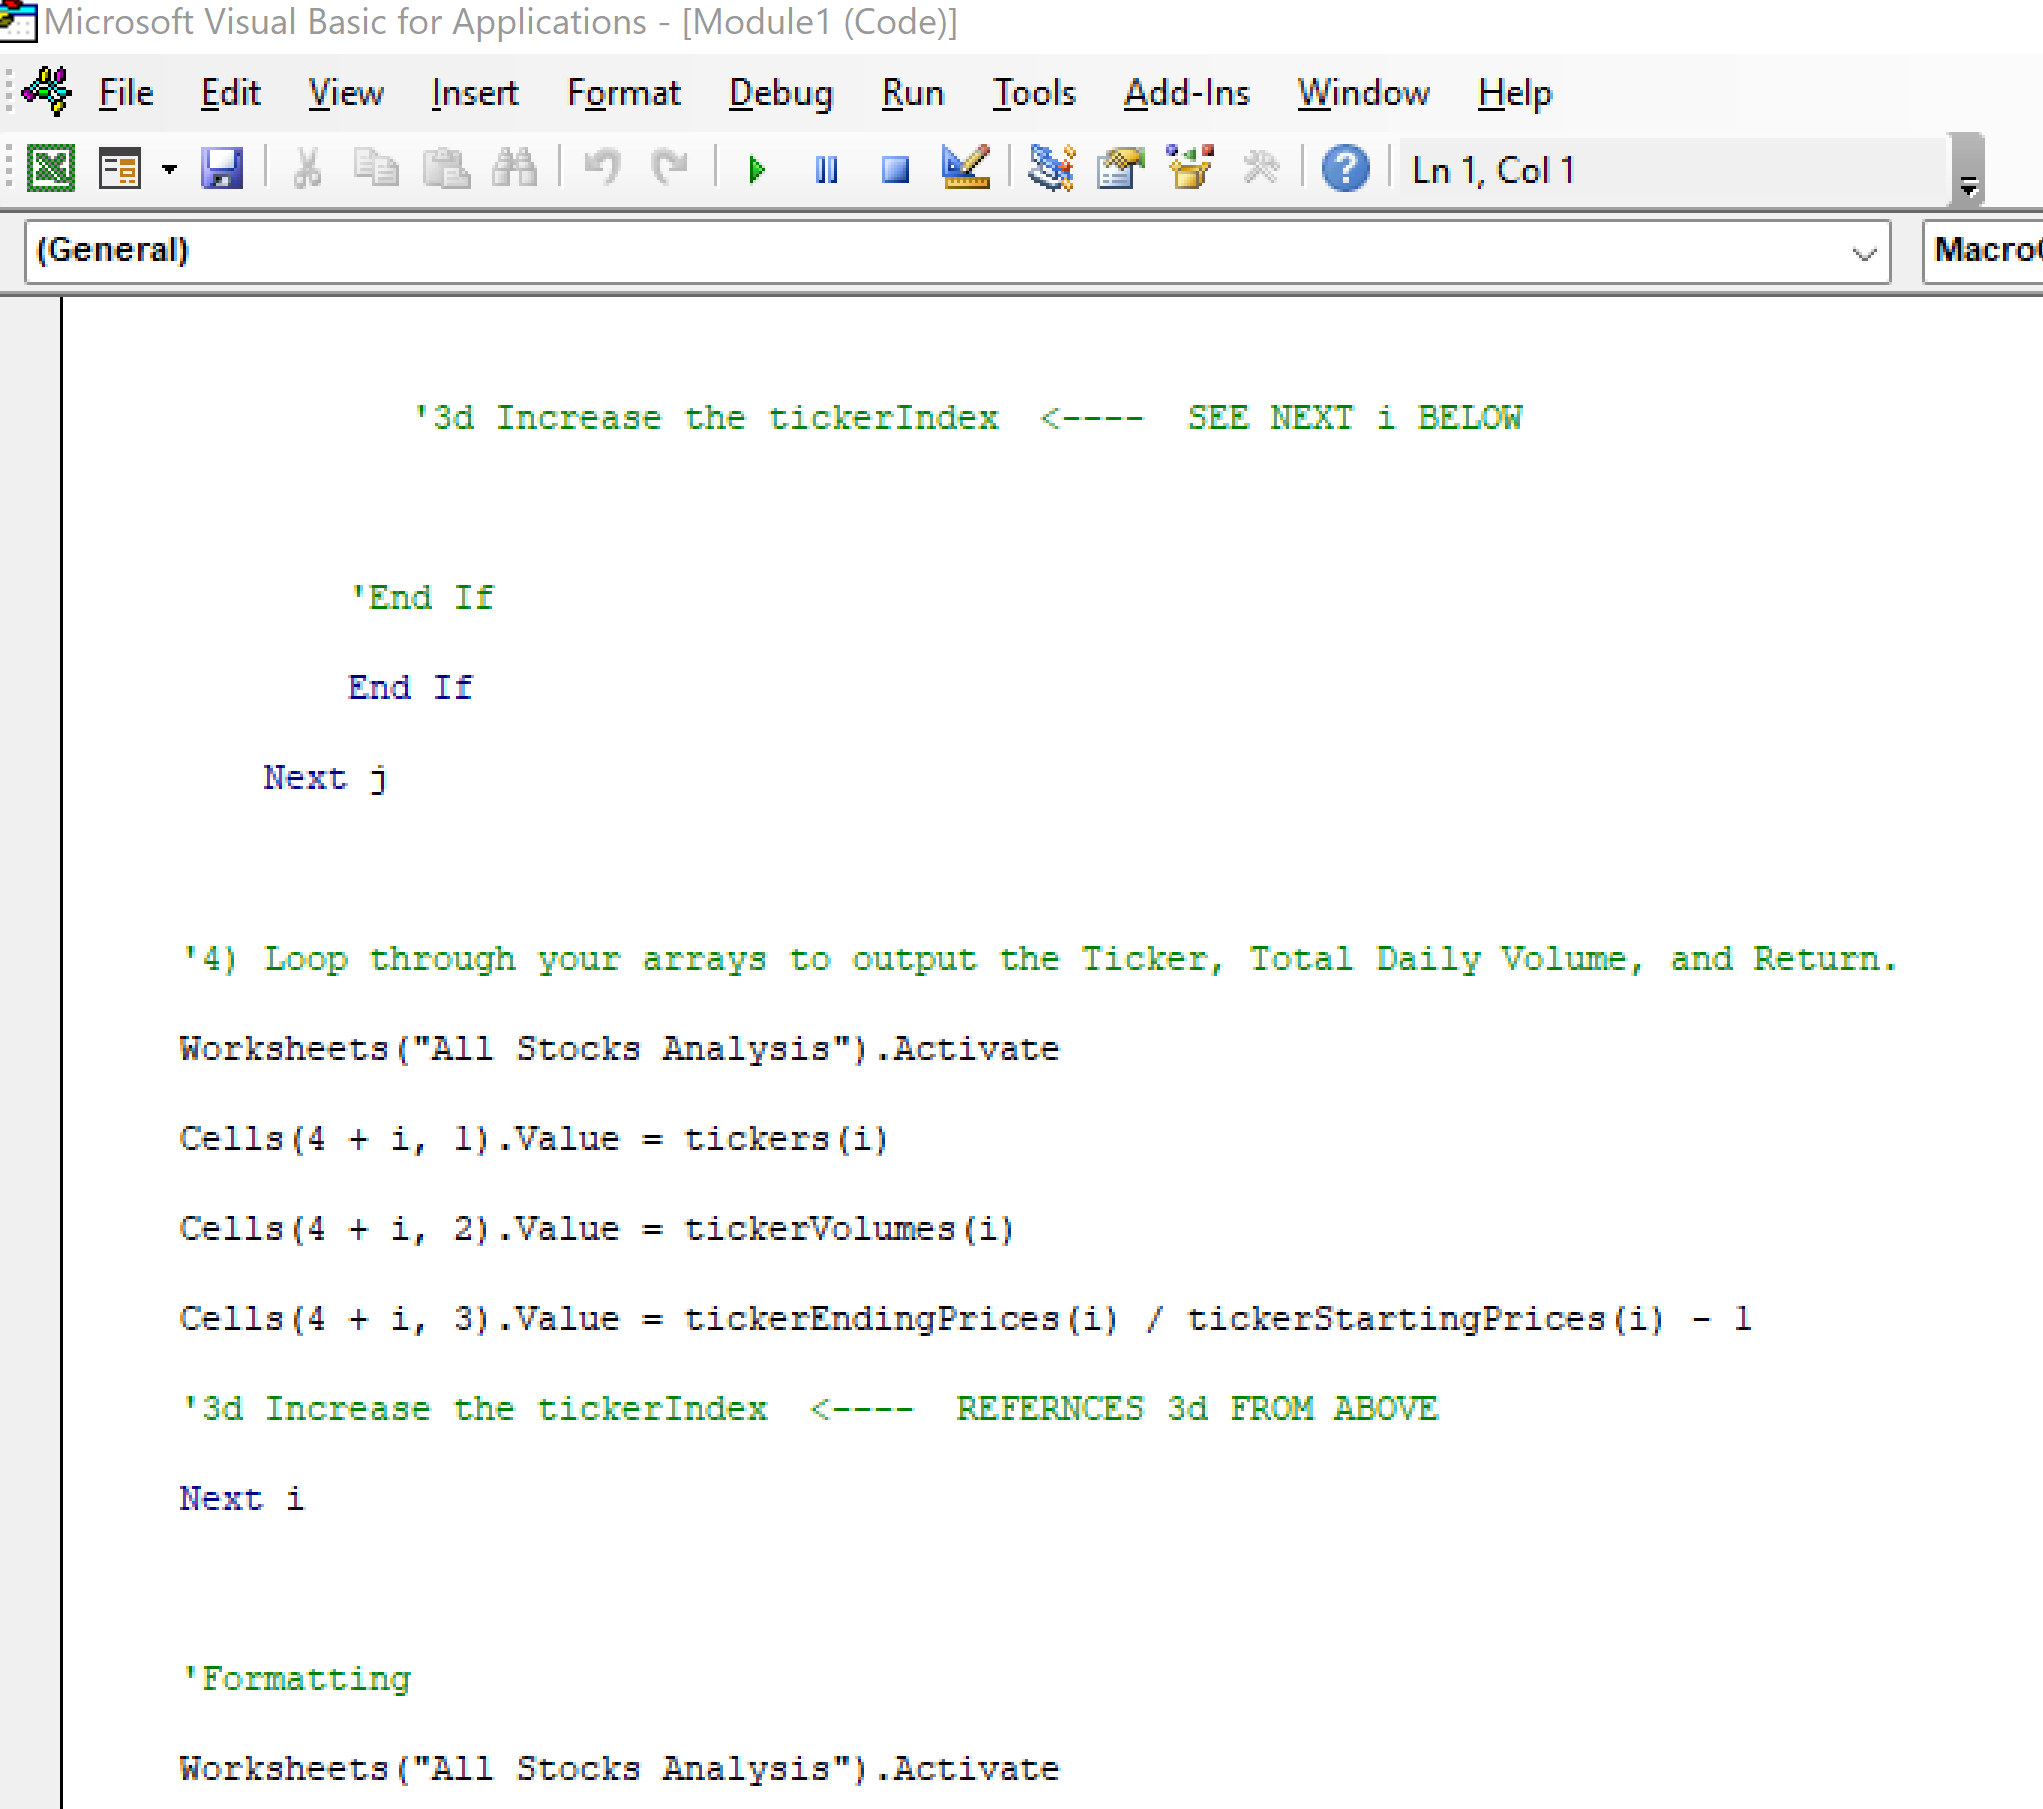 Microsoft Visual Basic for Applications - [Module1 (Code)]
File Edit View Insert Format Debug Run Tools Add-Ins Window Help
Ln 1, Col 1
(General)
'3d Increase the tickerIndex <---- SEE NEXT i BELOW
'End If
End If
Next j
'4) Loop through your arrays to output the Ticker, Total Daily Volume, and Return.
Worksheets("All Stocks Analysis").Activate
Cells(4 + i, 1).Value = tickers(i)
Cells(4 + i, 2).Value = tickerVolumes(i)
Cells(4 + i, 3).Value = tickerEndingPrices(i) / tickerStartingPrices(i) - 1
'3d Increase the tickerIndex <---- REFERNCES 3d FROM ABOVE
Next i
'Formatting
Worksheets("All Stocks Analysis").Activate